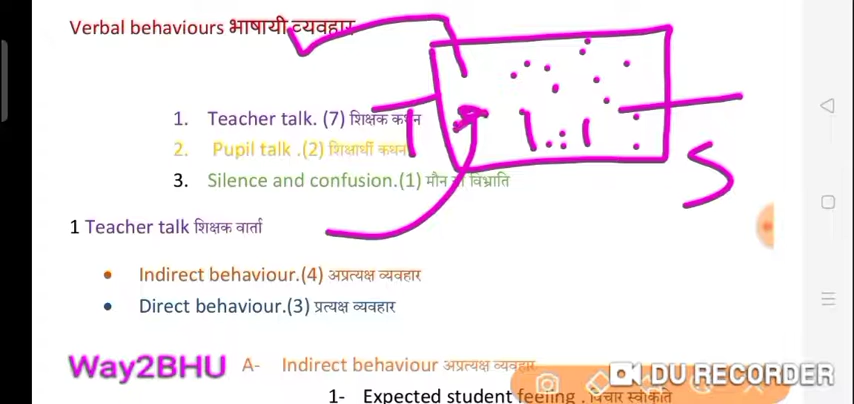 Verbal behaviours भाषायी व्यवहार
1. Teacher talk. (7) शिक्षक कथन
2. Pupil talk .(2) शिक्षार्थी कथन
3. Silence and confusion.(1) मौन या विभ्राति
1 Teacher talk शिक्षक वार्ता
• Indirect behaviour.(4) अप्रत्यक्ष व्यवहार
• Direct behaviour.(3) प्रत्यक्ष व्यवहार
Way2BHU A- Indirect behaviour अप्रत्यक्ष व्यवहार
DU RECORDER
1- Expected student feeling . विचार स्वीकृति
T
S